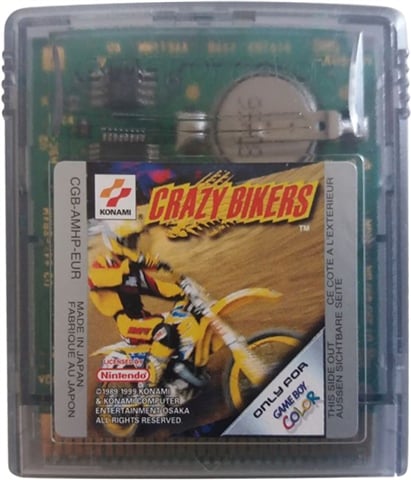 KONAMI
CRAZY BIKERS
TM
CGB-AMHP-EUR
MADE IN JAPAN
FABRIQUE AU JAPON
LICENSED BY
Nintendo
©1989 1999 KONAMI
& KONAMI COMPUTER
ENTERTAINMENT OSAKA
ALL RIGHTS RESERVED
ONLY FOR
GAME BOY
COLOR
THIS SIDE OUT CE COTE A L'EXTERIEUR
AUSSEN SICHTBARE SEITE